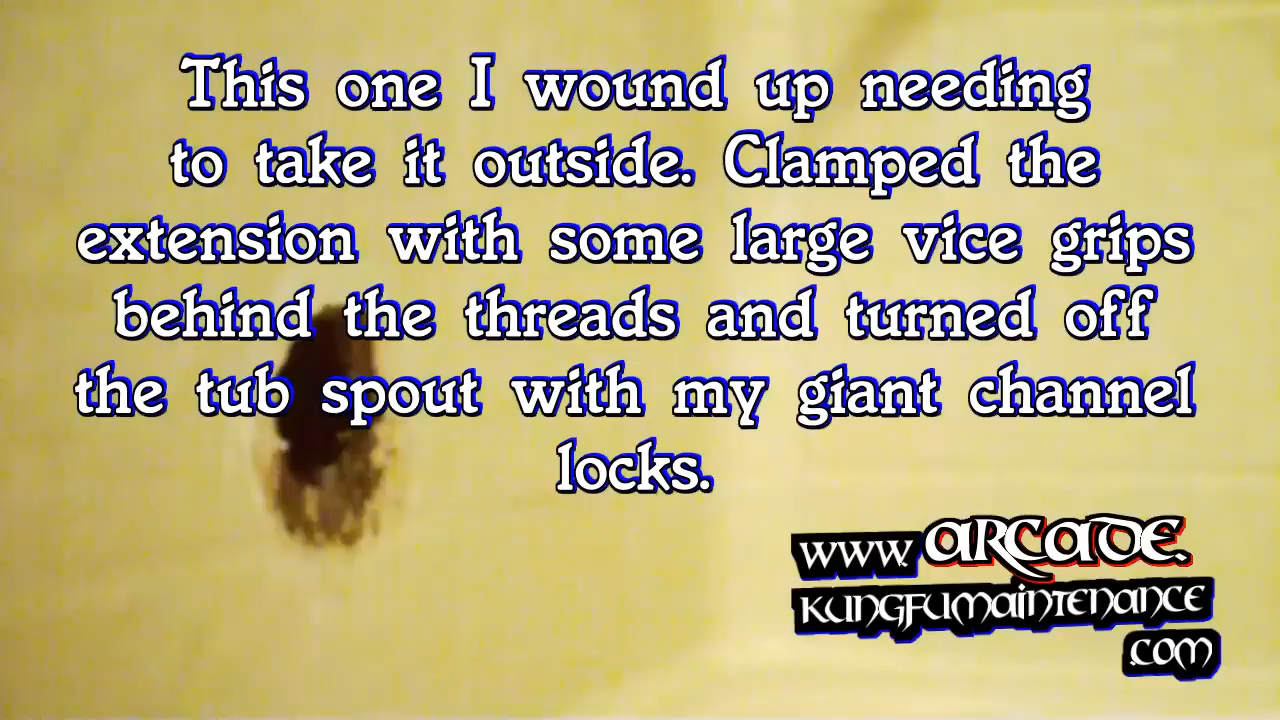 This one I wound up needing
to take it outside. Clamped the
extension with some large vice grips
behind the threads and turned off
the tub spout with my giant channel
locks.
www.ARCADE.
KUNGFUMAINTENANCE
.COM